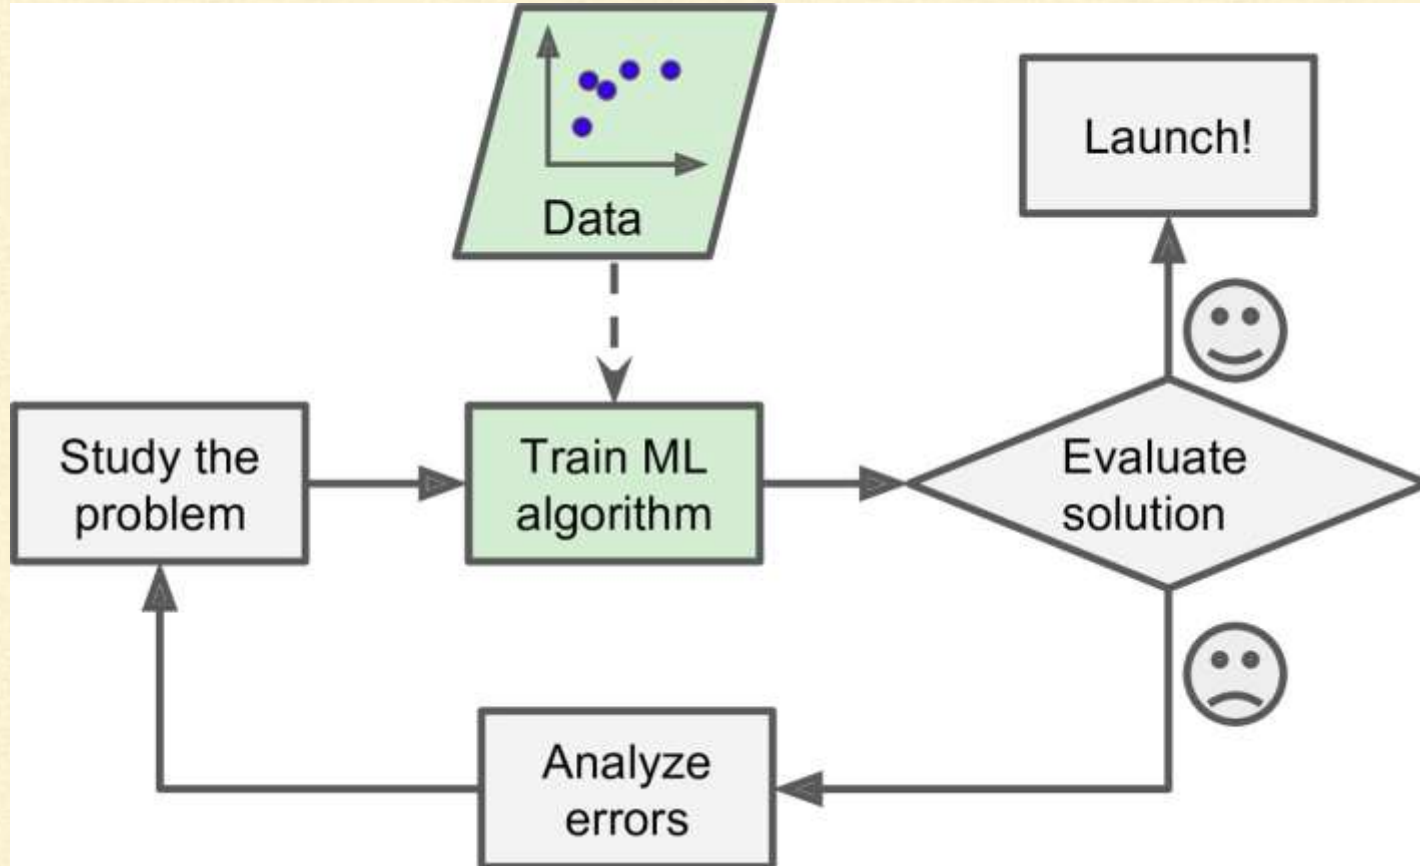 Data
Launch!
Study the
problem
Train ML
algorithm
Evaluate
solution
Analyze
errors